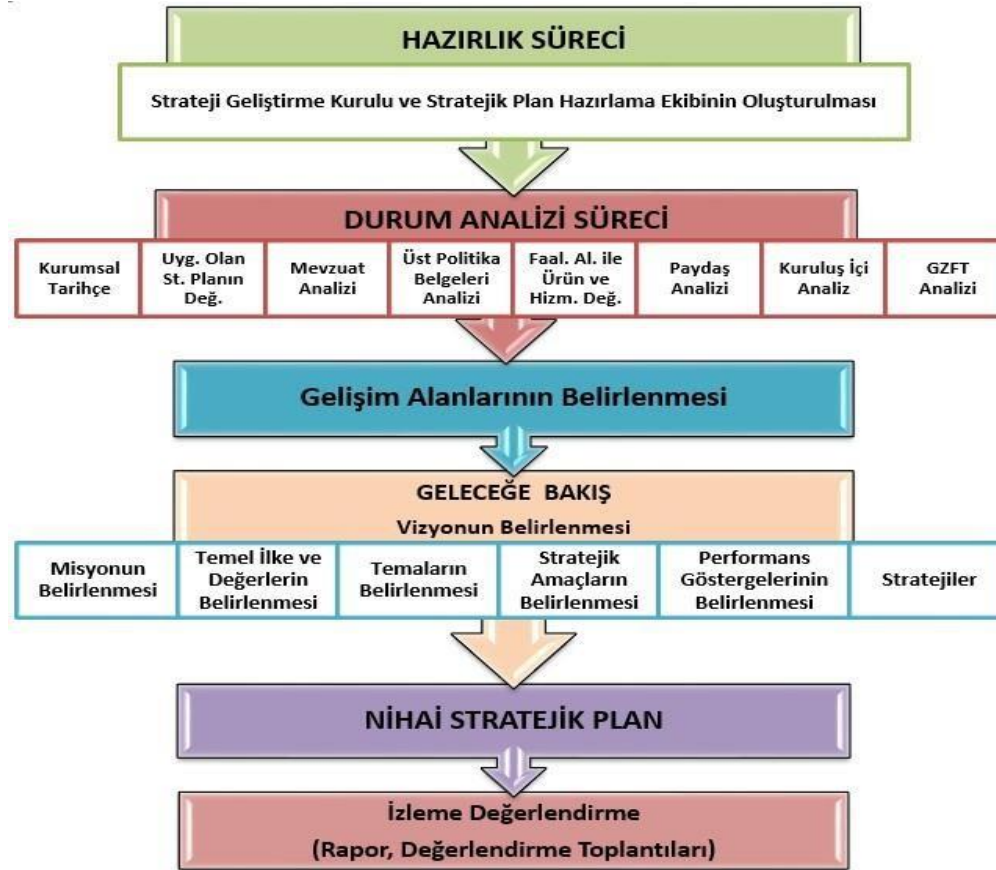 HAZIRLIK SÜRECİ
Strateji Geliştirme Kurulu ve Stratejik Plan Hazırlama Ekibinin Oluşturulması
DURUM ANALİZİ SÜRECİ
Kurumsal
Tarihçe
Uyg. Olan
St. Planın
Değ.
Mevzuat
Analizi
Üst Politika
Belgeleri
Analizi
Faal. Al. ile
Ürün ve
Hizm. Değ.
Paydaş
Analizi
Kuruluş İçi
Analiz
GZFT
Analizi
Gelişim Alanlarının Belirlenmesi
GELECEĞE BAKIŞ
Vizyonun Belirlenmesi
Misyonun
Belirlenmesi
Temel İlke ve
Değerlerin
Belirlenmesi
Temaların
Belirlenmesi
Stratejik
Amaçların
Belirlenmesi
Performans
Göstergelerinin
Belirlenmesi
Stratejiler
NİHAİ STRATEJİK PLAN
İzleme Değerlendirme
(Rapor, Değerlendirme Toplantıları)